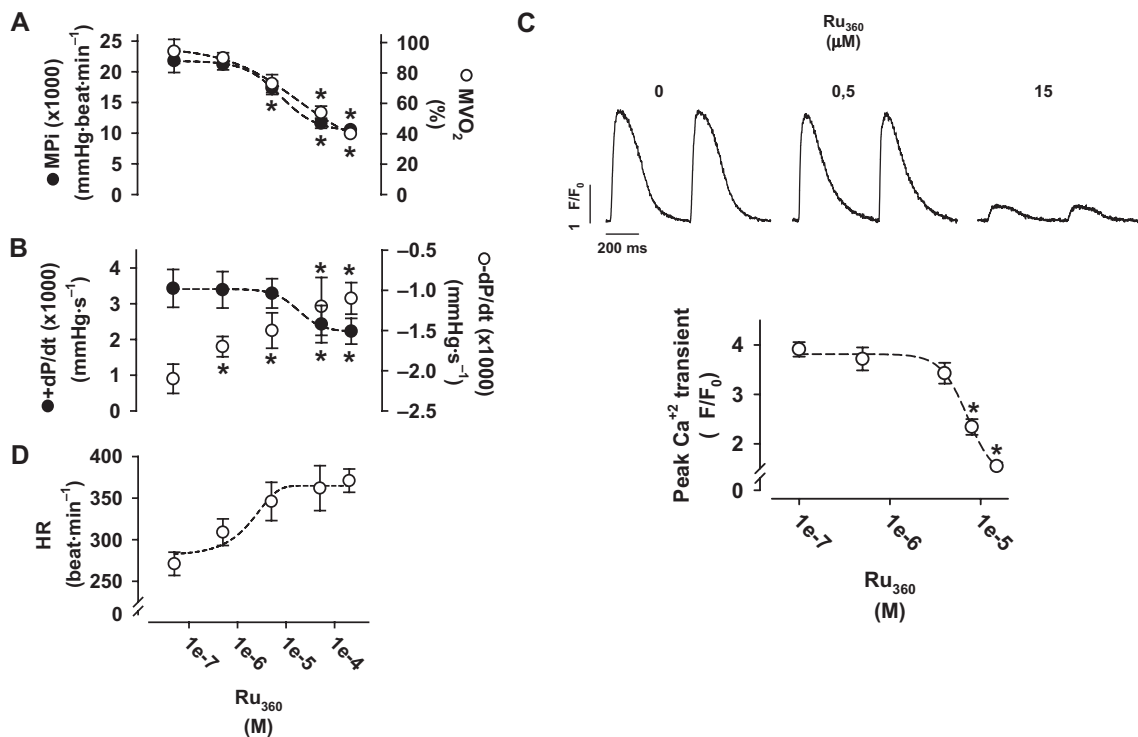 A
25
20
15
10
5
0
● MPi (x1000)
(mmHg·beat·min⁻¹)
100
80
60
40
20
0
○ MVO₂
(%)
* * * * *
B
4
3
2
1
0
●+dP/dt (x1000)
(mmHg·s⁻¹)
−0.5
−1.0
−1.5
−2.0
−2.5
○-dP/dt (x1000)
(mmHg·s⁻¹)
* * * * * *
D
400
350
300
250
0
HR
(beat·min⁻¹)
1e-7
1e-6
1e-5
1e-4
Ru₃₆₀
(M)
C
Ru₃₆₀
(μM)
0
0,5
15
1 F/F₀
200 ms
4
2
0
Peak Ca⁺² transient
( F/F₀)
* *
1e-7
1e-6
1e-5
Ru₃₆₀
(M)